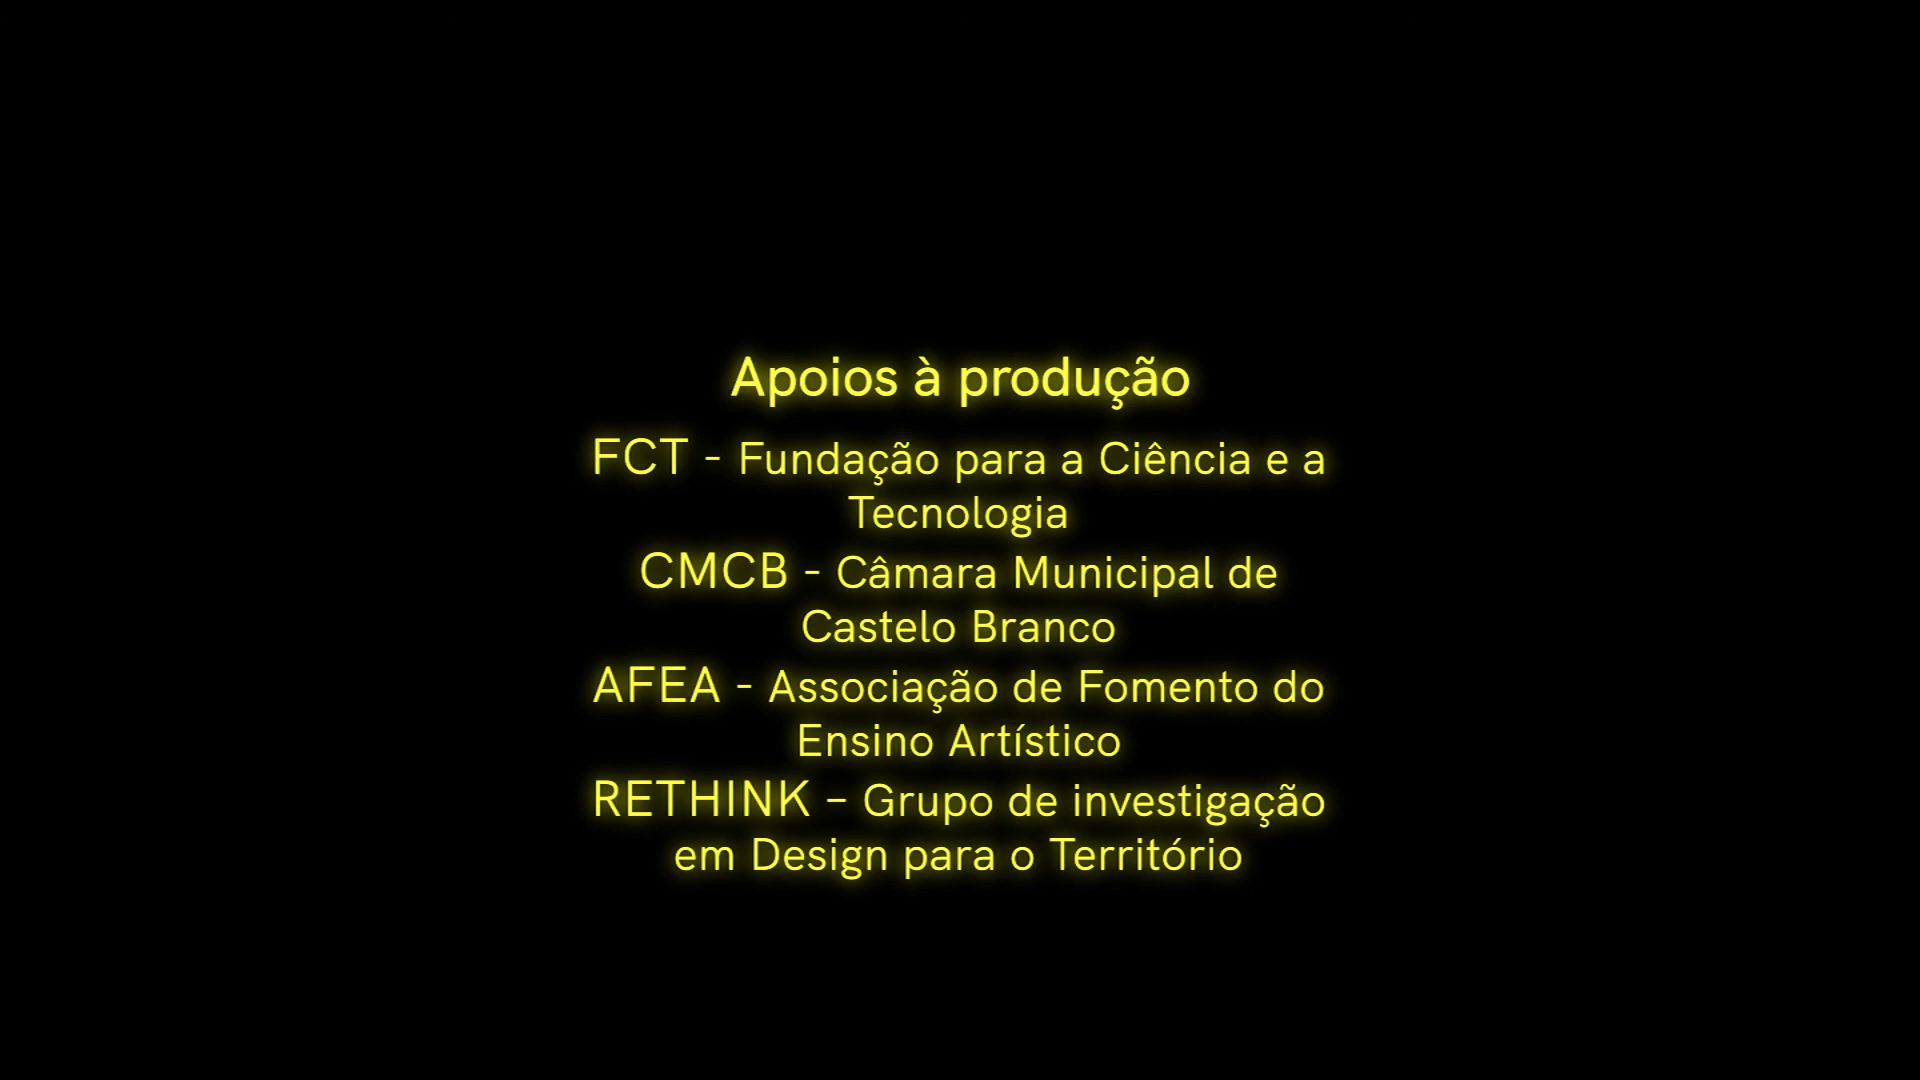 Apoios à produção
FCT - Fundação para a Ciência e a
Tecnologia
CMCB - Câmara Municipal de
Castelo Branco
AFEA - Associação de Fomento do
Ensino Artístico
RETHINK – Grupo de investigação
em Design para o Território